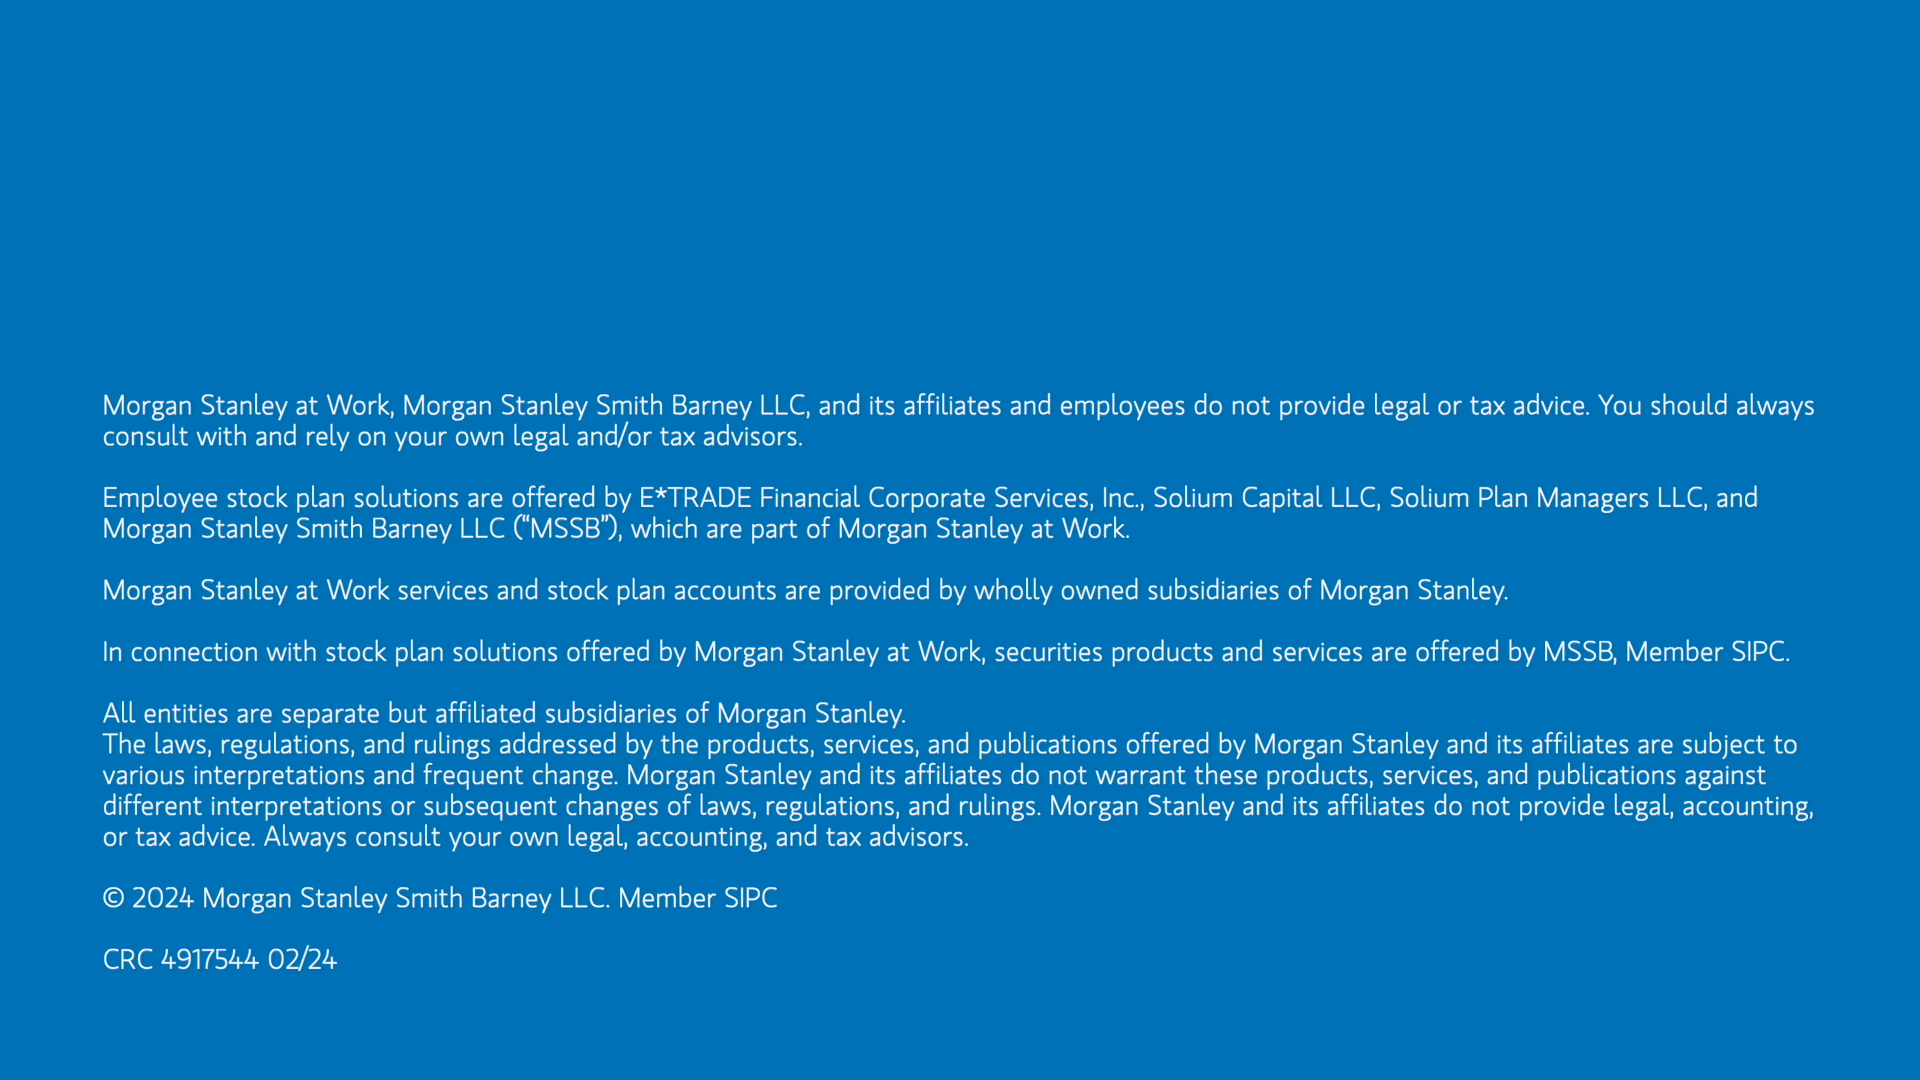 Morgan Stanley at Work, Morgan Stanley Smith Barney LLC, and its affiliates and employees do not provide legal or tax advice. You should always
consult with and rely on your own legal and/or tax advisors.
Employee stock plan solutions are offered by E*TRADE Financial Corporate Services, Inc., Solium Capital LLC, Solium Plan Managers LLC, and
Morgan Stanley Smith Barney LLC (“MSSB”), which are part of Morgan Stanley at Work.
Morgan Stanley at Work services and stock plan accounts are provided by wholly owned subsidiaries of Morgan Stanley.
In connection with stock plan solutions offered by Morgan Stanley at Work, securities products and services are offered by MSSB, Member SIPC.
All entities are separate but affiliated subsidiaries of Morgan Stanley.
The laws, regulations, and rulings addressed by the products, services, and publications offered by Morgan Stanley and its affiliates are subject to
various interpretations and frequent change. Morgan Stanley and its affiliates do not warrant these products, services, and publications against
different interpretations or subsequent changes of laws, regulations, and rulings. Morgan Stanley and its affiliates do not provide legal, accounting,
or tax advice. Always consult your own legal, accounting, and tax advisors.
© 2024 Morgan Stanley Smith Barney LLC. Member SIPC
CRC 4917544 02/24